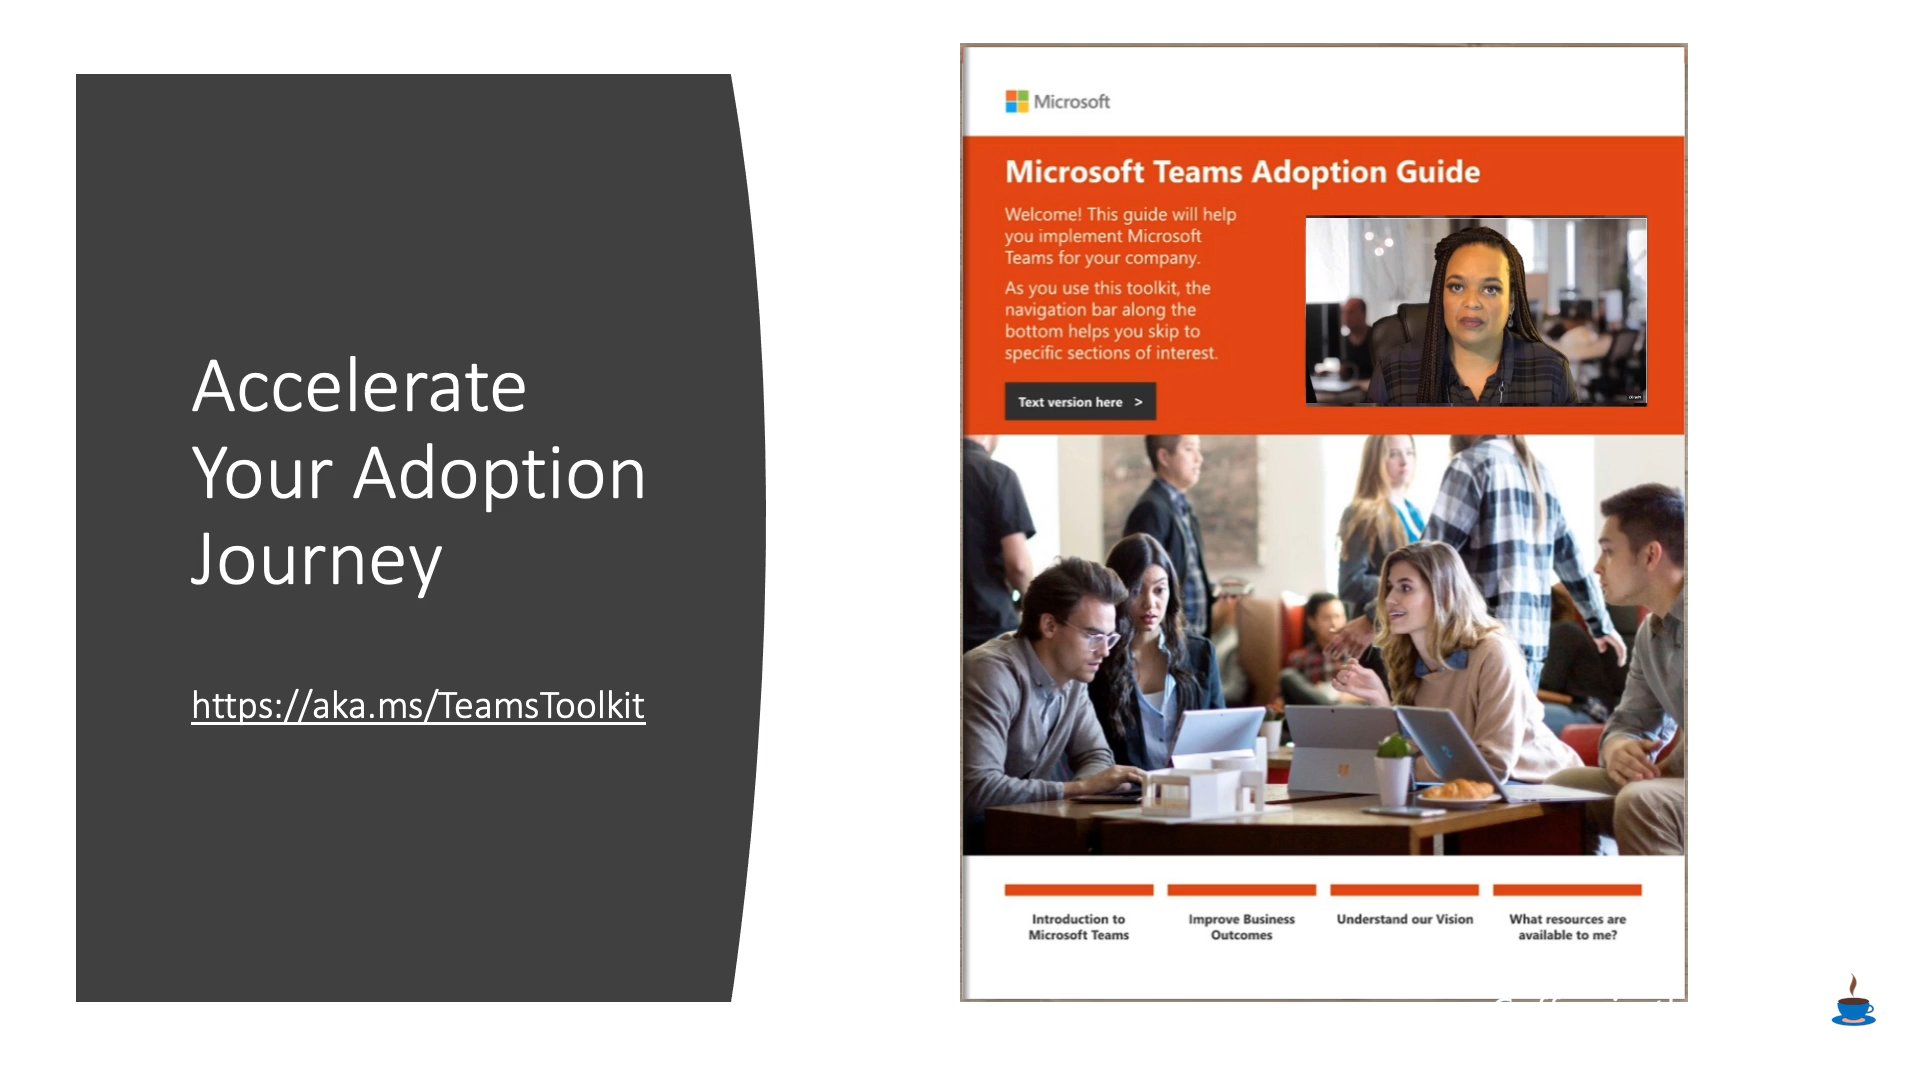 Accelerate
Your Adoption
Journey
https://aka.ms/TeamsToolkit
Microsoft
Microsoft Teams Adoption Guide
Welcome! This guide will help
you implement Microsoft
Teams for your company.
As you use this toolkit, the
navigation bar along the
bottom helps you skip to
specific sections of interest.
Text version here >
Introduction to
Microsoft Teams
Improve Business
Outcomes
Understand our Vision
What resources are
available to me?